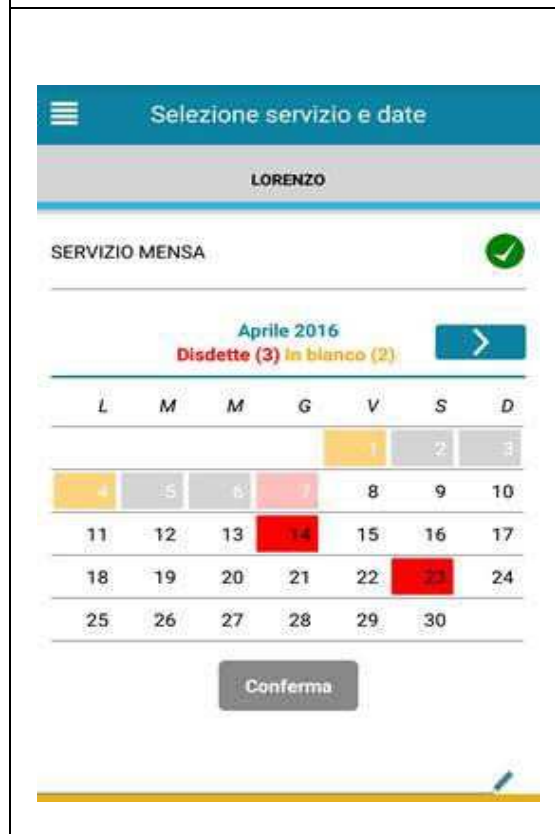 Selezione servizio e date
LORENZO
SERVIZIO MENSA
Aprile 2016
Disdette (3) In bianco (2)
L M M G V S D
1 2 3
4 5 6 7 8 9 10
11 12 13 14 15 16 17
18 19 20 21 22 23 24
25 26 27 28 29 30
Conferma